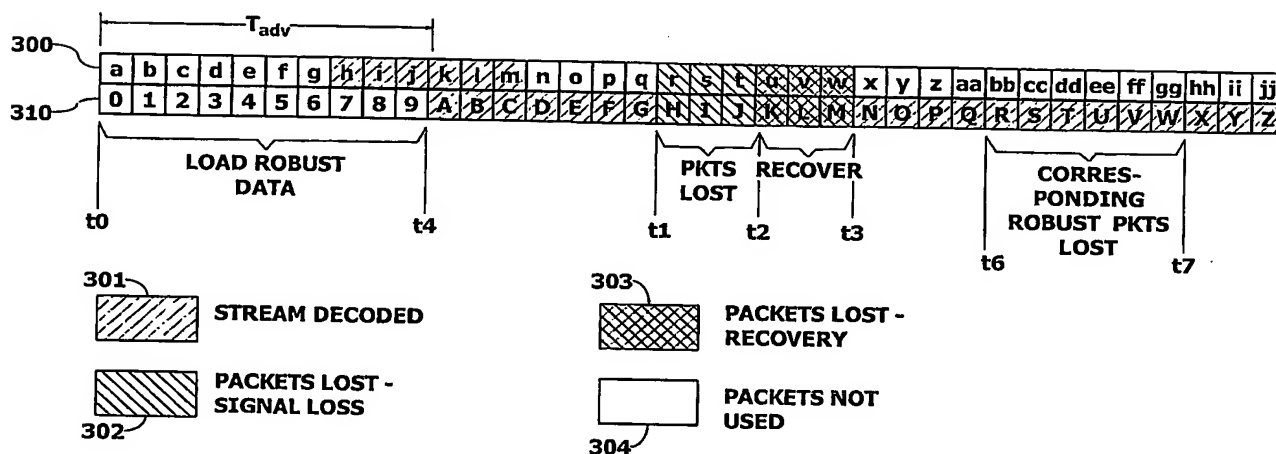 Tadv
300
a b c d e f g h i j k l m n o p q r s t u v w x y z aa bb cc dd ee ff gg hh ii jj
310
0 1 2 3 4 5 6 7 8 9 A B C D E F G H I J K L M N O P Q R S T U V W X Y Z
LOAD ROBUST
DATA
PKTS
LOST
RECOVER
CORRES-
PONDING
ROBUST PKTS
LOST
t0
t4
t1
t2
t3
t6
t7
301
STREAM DECODED
303
PACKETS LOST -
RECOVERY
PACKETS LOST -
SIGNAL LOSS
302
PACKETS NOT
USED
304